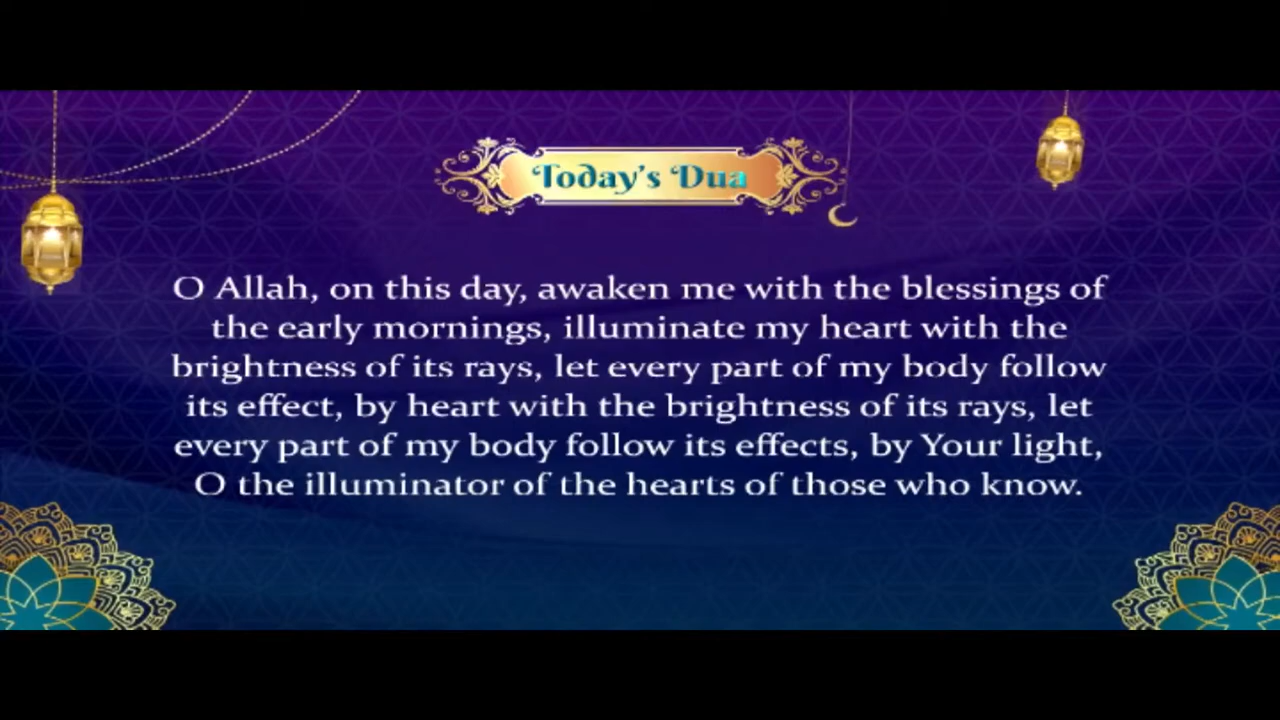 Today's Dua
O Allah, on this day, awaken me with the blessings of
the early mornings, illuminate my heart with the
brightness of its rays, let every part of my body follow
its effect, by heart with the brightness of its rays, let
every part of my body follow its effects, by Your light,
O the illuminator of the hearts of those who know.